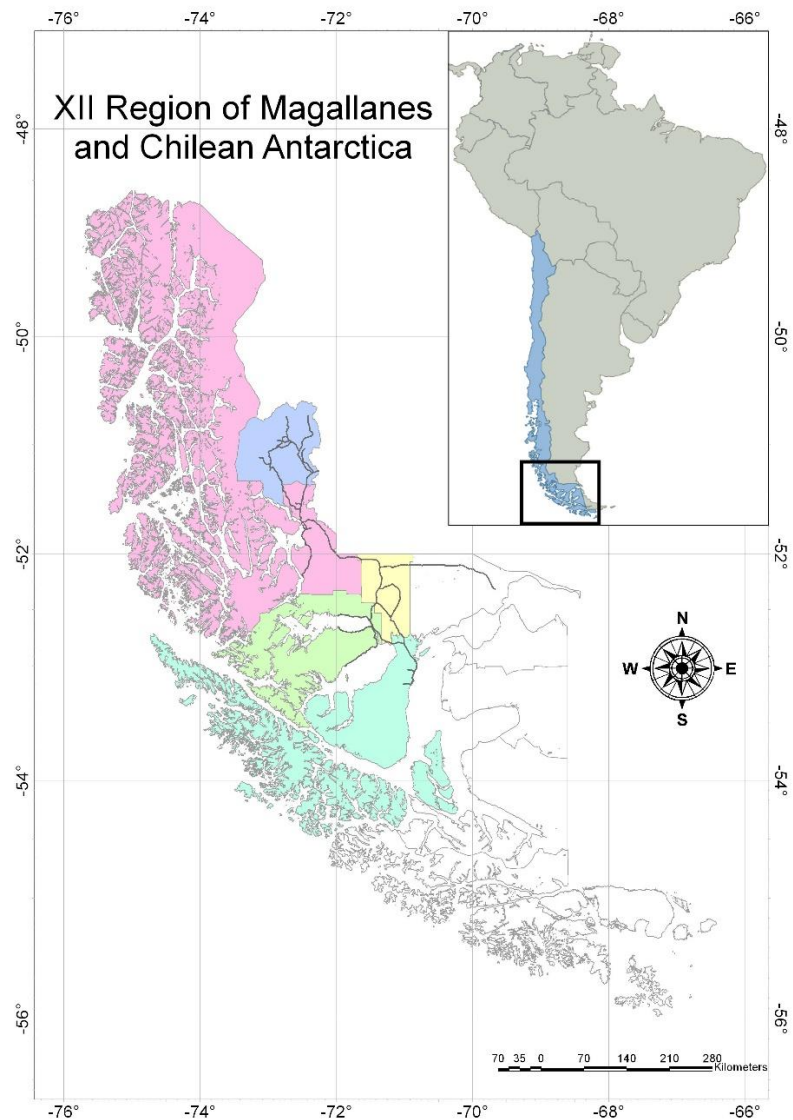 -76° -74° -72° -70° -68° -66°
XII Region of Magallanes
and Chilean Antarctica
-48° -48°
-50° -50°
-52° -52°
N
W E
S
-54° -54°
-56° -56°
70 35 0 70 140 210 280
Kilometers
-76° -74° -72° -70° -68° -66°